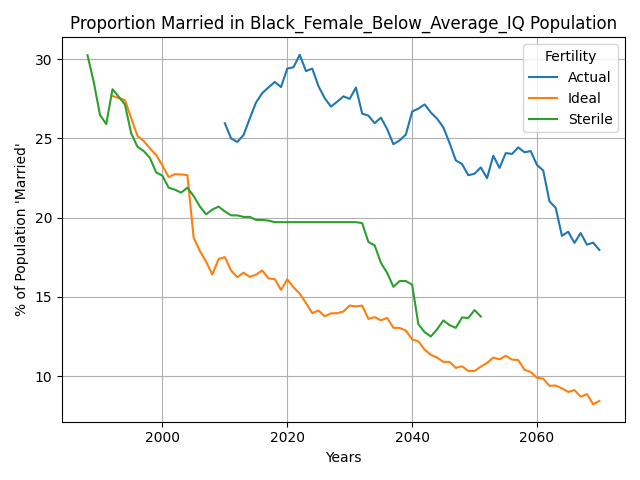 Proportion Married in Black_Female_Below_Average_IQ Population
% of Population 'Married'
30
25
20
15
10
2000
2020
2040
2060
Years
Fertility
Actual
Ideal
Sterile